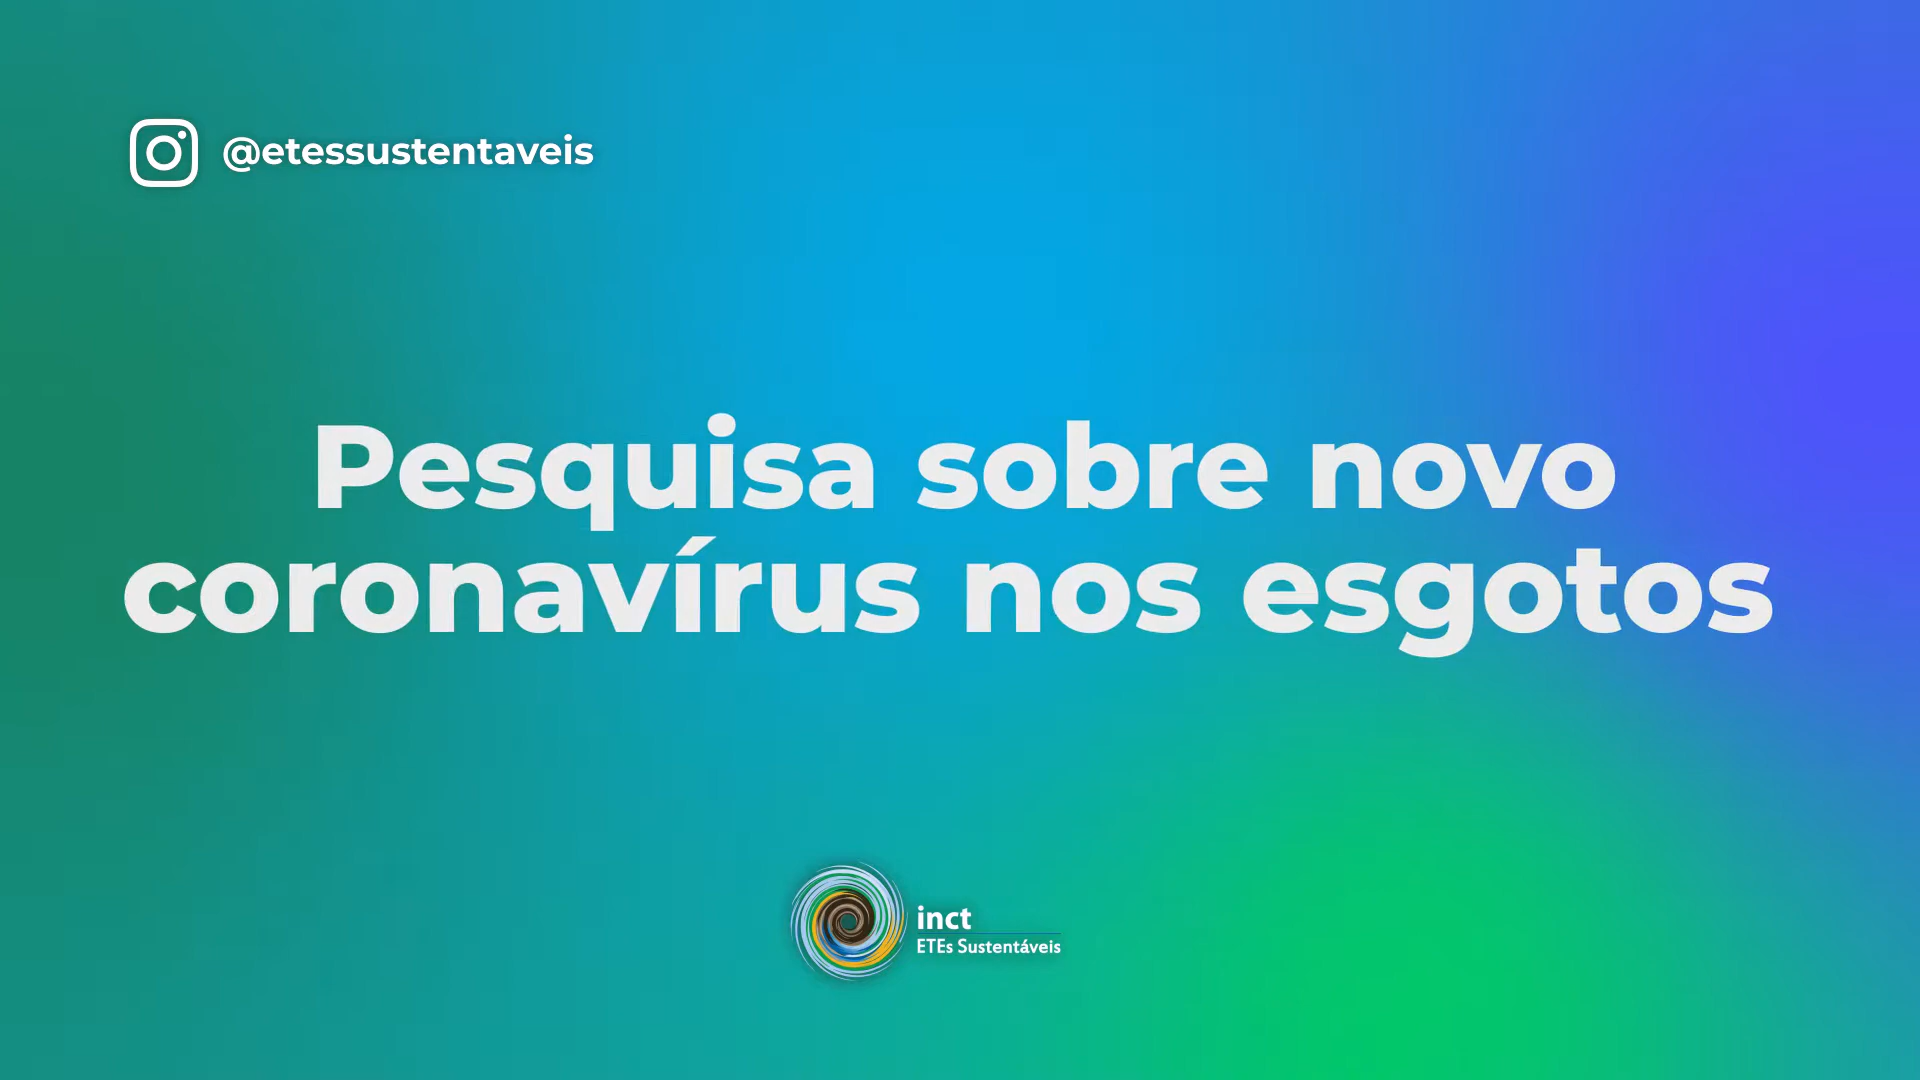 @etessustentaveis
Pesquisa sobre novo
coronavírus nos esgotos
inct
ETEs Sustentáveis